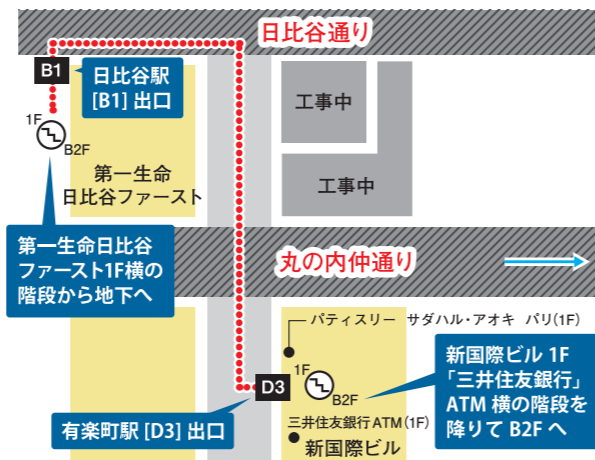 日比谷通り
B1
日比谷駅
[B1] 出口
工事中
1F
B2F
第一生命
日比谷ファースト
工事中
第一生命日比谷
ファースト1F横の
階段から地下へ
丸の内仲通り
パティスリー サダハル・アオキ パリ(1F)
1F
D3
B2F
新国際ビル 1F
「三井住友銀行」
ATM 横の階段を
降りて B2F へ
有楽町駅 [D3] 出口
三井住友銀行ATM(1F)
新国際ビル